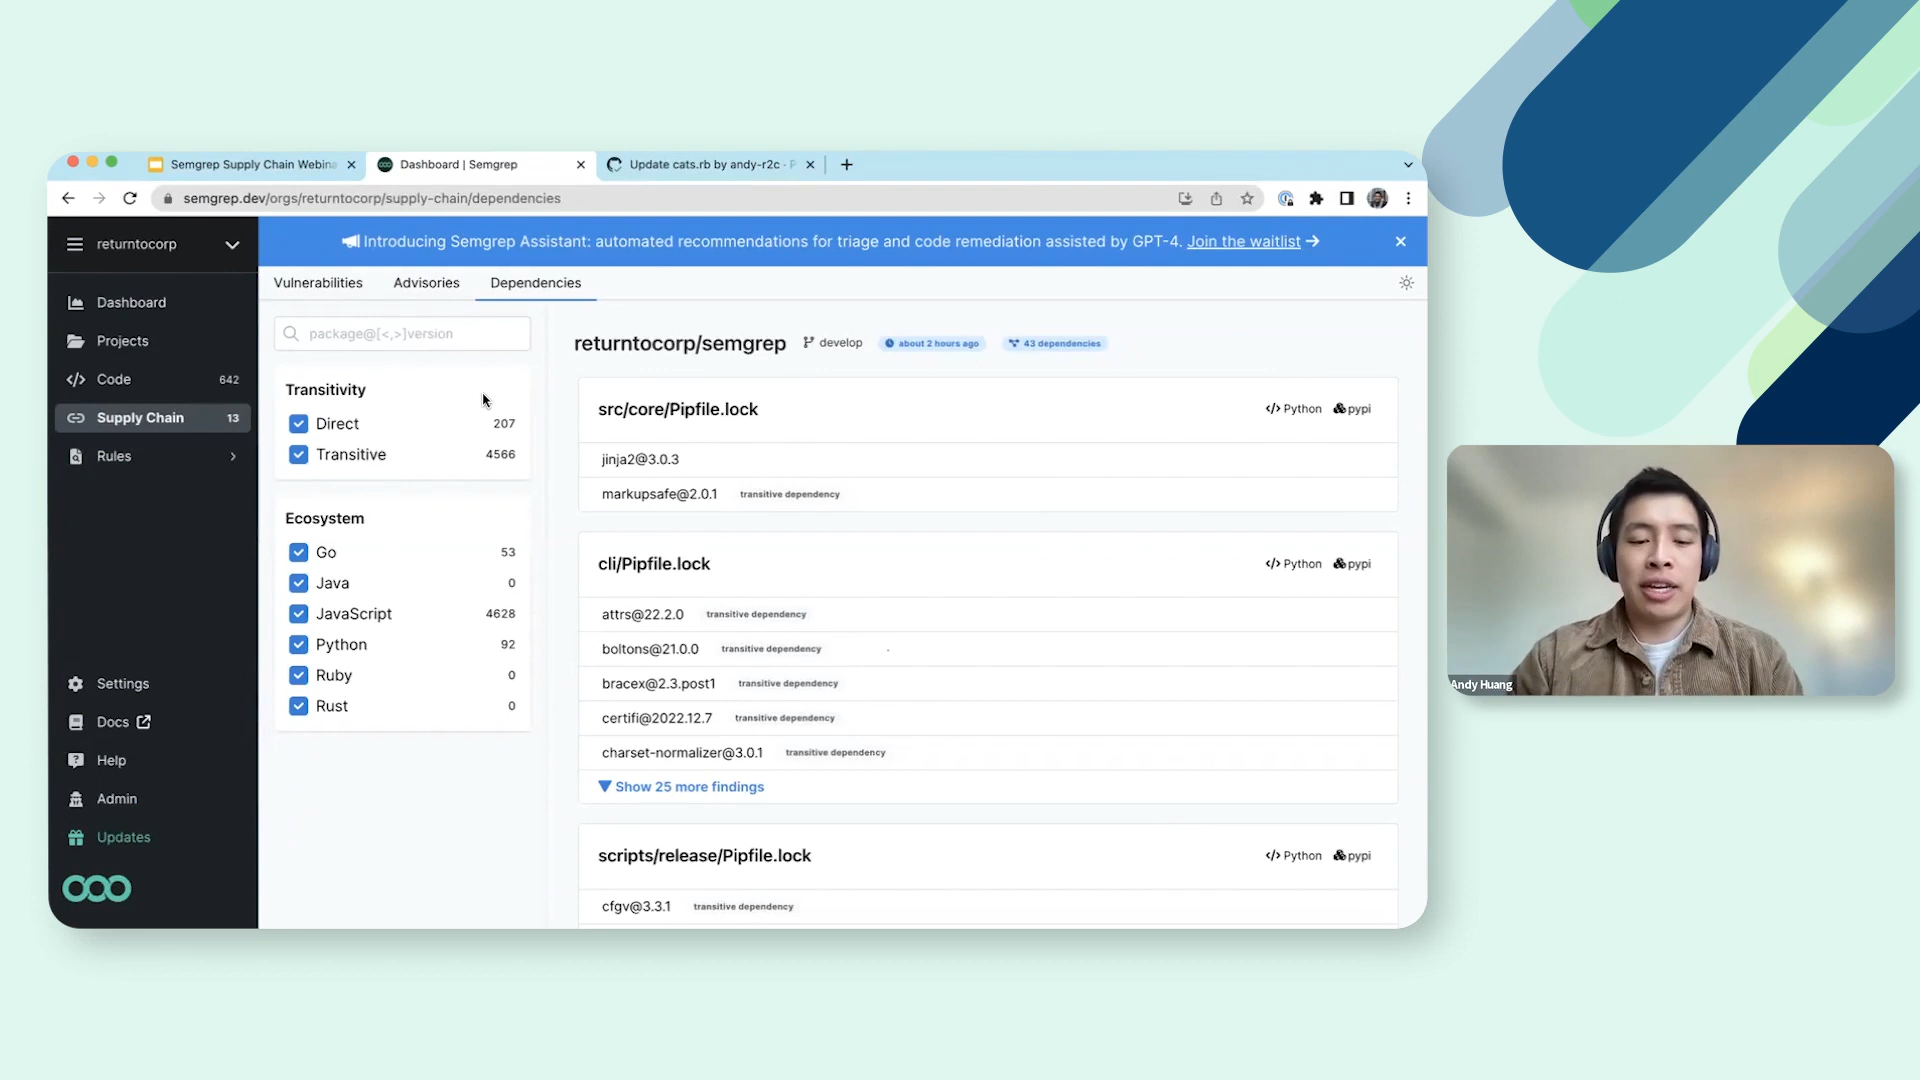 Semgrep Supply Chain Webina
Dashboard | Semgrep
Update cats.rb by andy-r2c · P
semgrep.dev/orgs/returntocorp/supply-chain/dependencies
returntocorp
Introducing Semgrep Assistant: automated recommendations for triage and code remediation assisted by GPT-4. Join the waitlist →
Dashboard
Projects
Code 642
Supply Chain 13
Rules
Settings
Docs
Help
Admin
Updates
Vulnerabilities Advisories Dependencies
package@[<,>]version
Transitivity
Direct 207
Transitive 4566
Ecosystem
Go 53
Java 0
JavaScript 4628
Python 92
Ruby 0
Rust 0
returntocorp/semgrep develop about 2 hours ago 43 dependencies
src/core/Pipfile.lock </> Python pypi
jinja2@3.0.3
markupsafe@2.0.1 transitive dependency
cli/Pipfile.lock </> Python pypi
attrs@22.2.0 transitive dependency
boltons@21.0.0 transitive dependency
bracex@2.3.post1 transitive dependency
certifi@2022.12.7 transitive dependency
charset-normalizer@3.0.1 transitive dependency
Show 25 more findings
scripts/release/Pipfile.lock </> Python pypi
cfgv@3.3.1 transitive dependency
Andy Huang